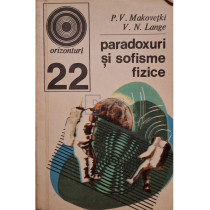 P. V. Makovețki
V. N. Lange
orizonturi
22
paradoxuri
și sofisme
fizice